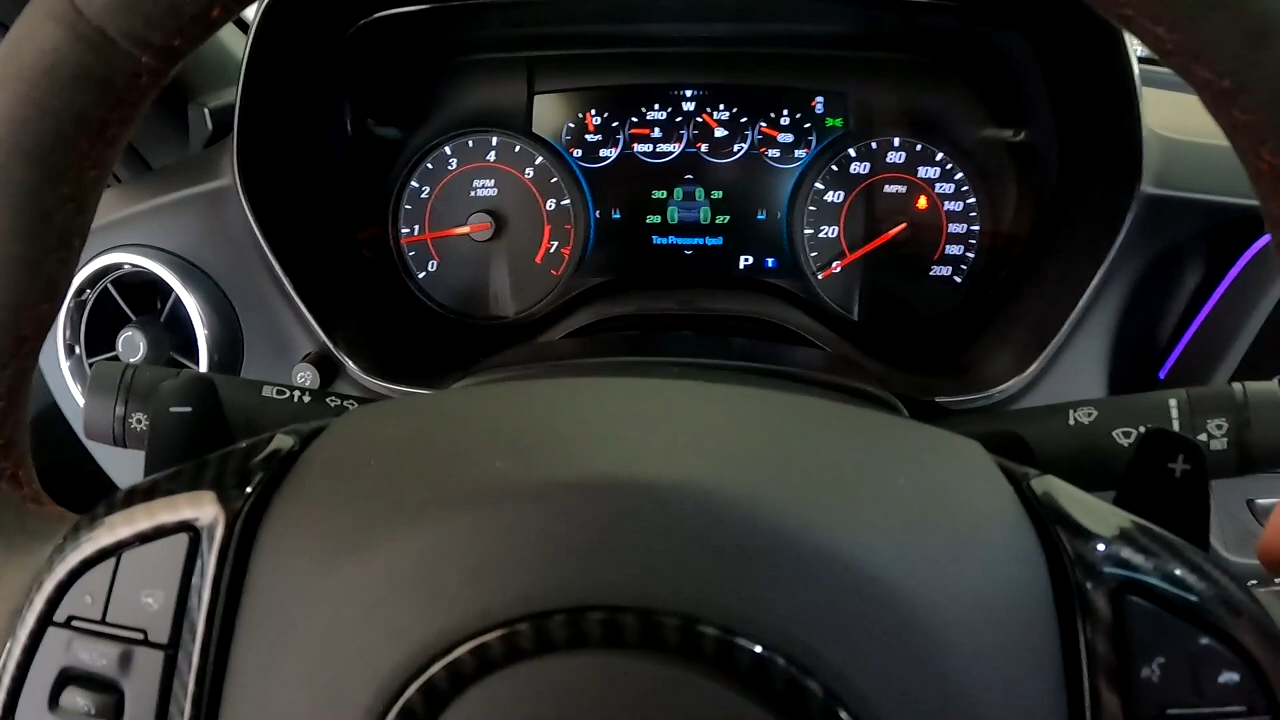 W
0
0 80
210
160 260
1/2
E F
0
-15 15
0 1 2 3 4 5 6 7
RPM
x1000
30 31
28 27
Tire Pressure (psi)
P T
20 40 60 80 100 120 140 160 180 200
MPH